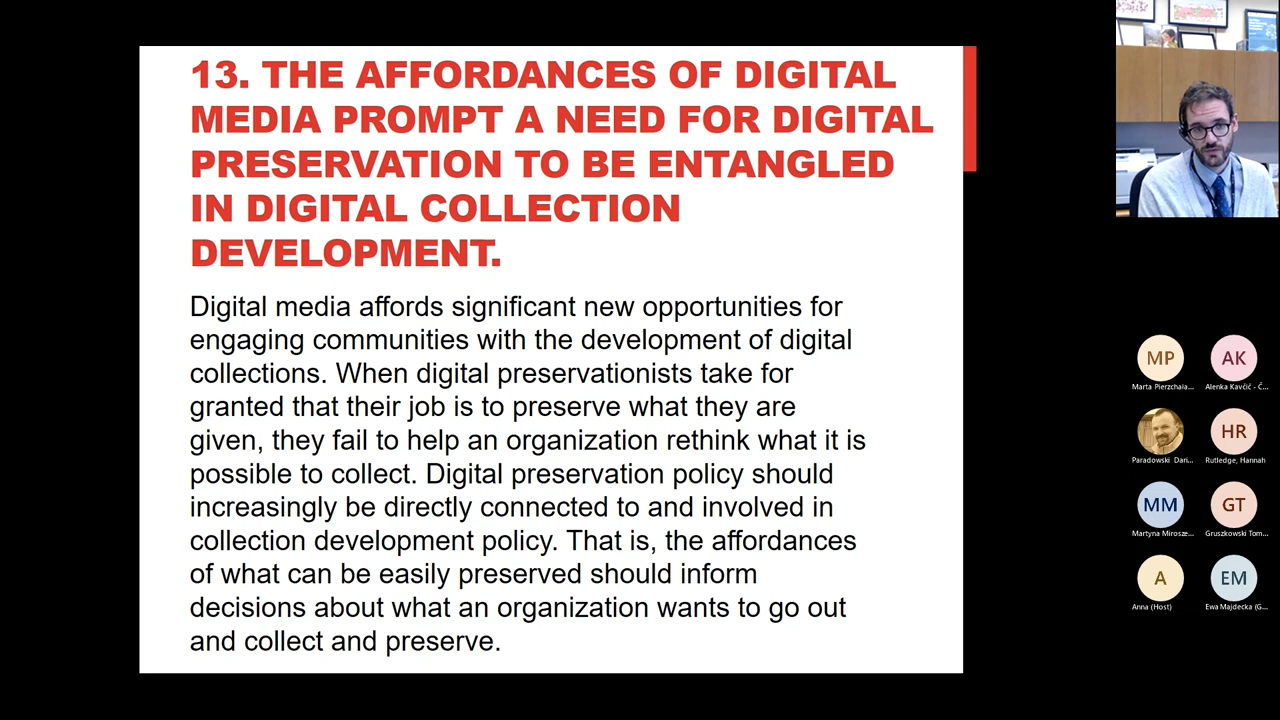 13. THE AFFORDANCES OF DIGITAL
MEDIA PROMPT A NEED FOR DIGITAL
PRESERVATION TO BE ENTANGLED
IN DIGITAL COLLECTION
DEVELOPMENT.
Digital media affords significant new opportunities for
engaging communities with the development of digital
collections. When digital preservationists take for
granted that their job is to preserve what they are
given, they fail to help an organization rethink what it is
possible to collect. Digital preservation policy should
increasingly be directly connected to and involved in
collection development policy. That is, the affordances
of what can be easily preserved should inform
decisions about what an organization wants to go out
and collect and preserve.
MP
AK
Marta Pierzchała...
Alenka Kavčič - Č...
HR
Paradowski Dari...
Rutledge, Hannah
MM
GT
Martyna Mirosze...
Gruszkowski Tom...
A
EM
Anna (Host)
Ewa Majdecka (G...